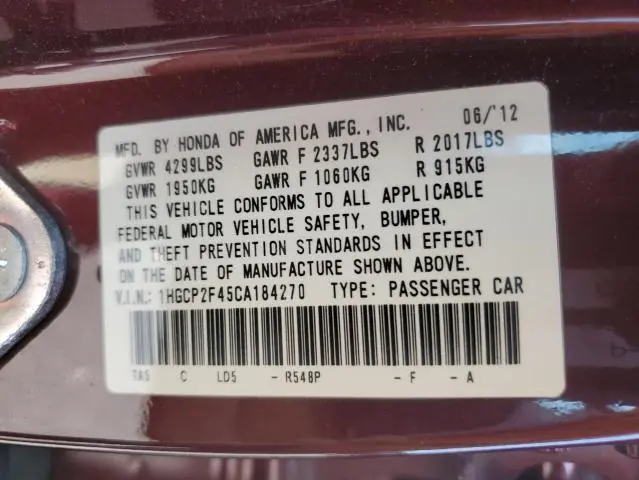 MFD. BY HONDA OF AMERICA MFG., INC. 06/'12
GVWR 4299LBS GAWR F 2337LBS R 2017LBS
GVWR 1950KG GAWR F 1060KG R 915KG
THIS VEHICLE CONFORMS TO ALL APPLICABLE
FEDERAL MOTOR VEHICLE SAFETY, BUMPER,
AND THEFT PREVENTION STANDARDS IN EFFECT
ON THE DATE OF MANUFACTURE SHOWN ABOVE.
V.I.N.: 1HGCP2F45CA184270 TYPE: PASSENGER CAR
TA5 C LD5 - R548P - F - A